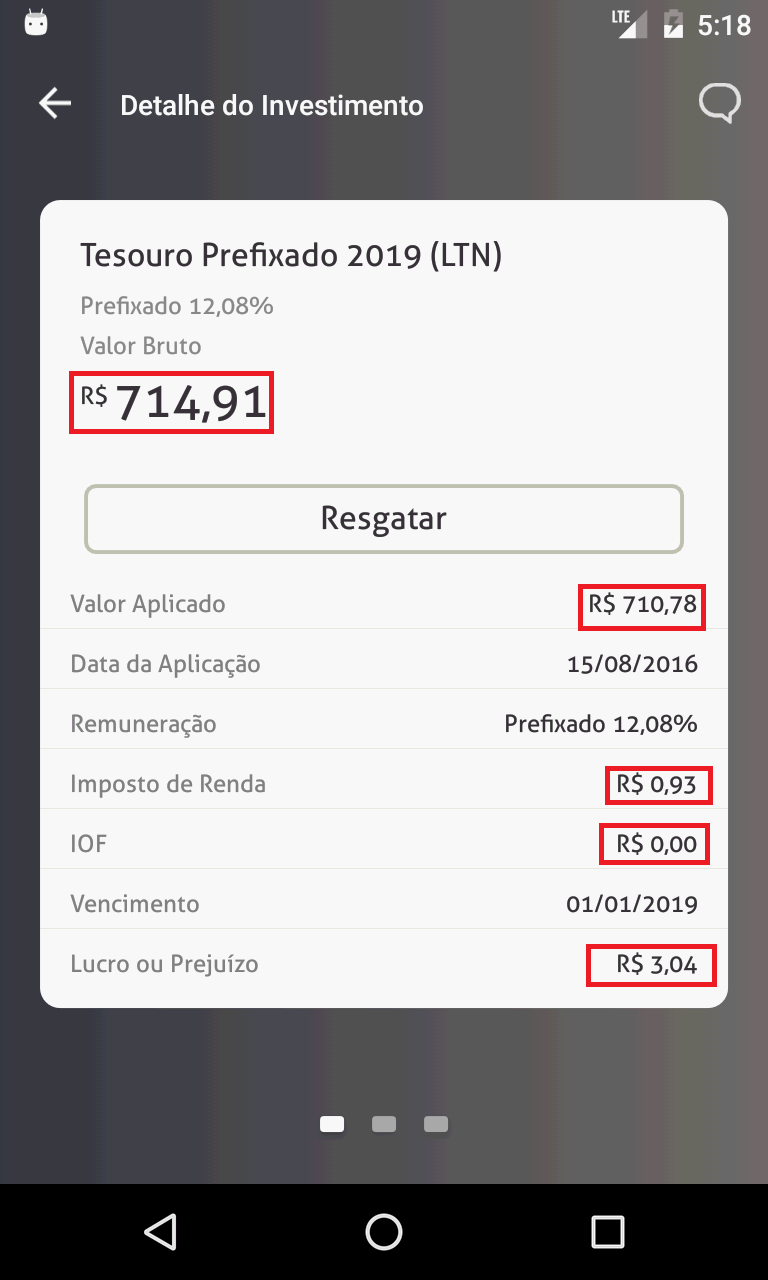 LTE 5:18
Detalhe do Investimento
Tesouro Prefixado 2019 (LTN)
Prefixado 12,08%
Valor Bruto
R$ 714,91
Resgatar
Valor Aplicado R$ 710,78
Data da Aplicação 15/08/2016
Remuneração Prefixado 12,08%
Imposto de Renda R$ 0,93
IOF R$ 0,00
Vencimento 01/01/2019
Lucro ou Prejuízo R$ 3,04